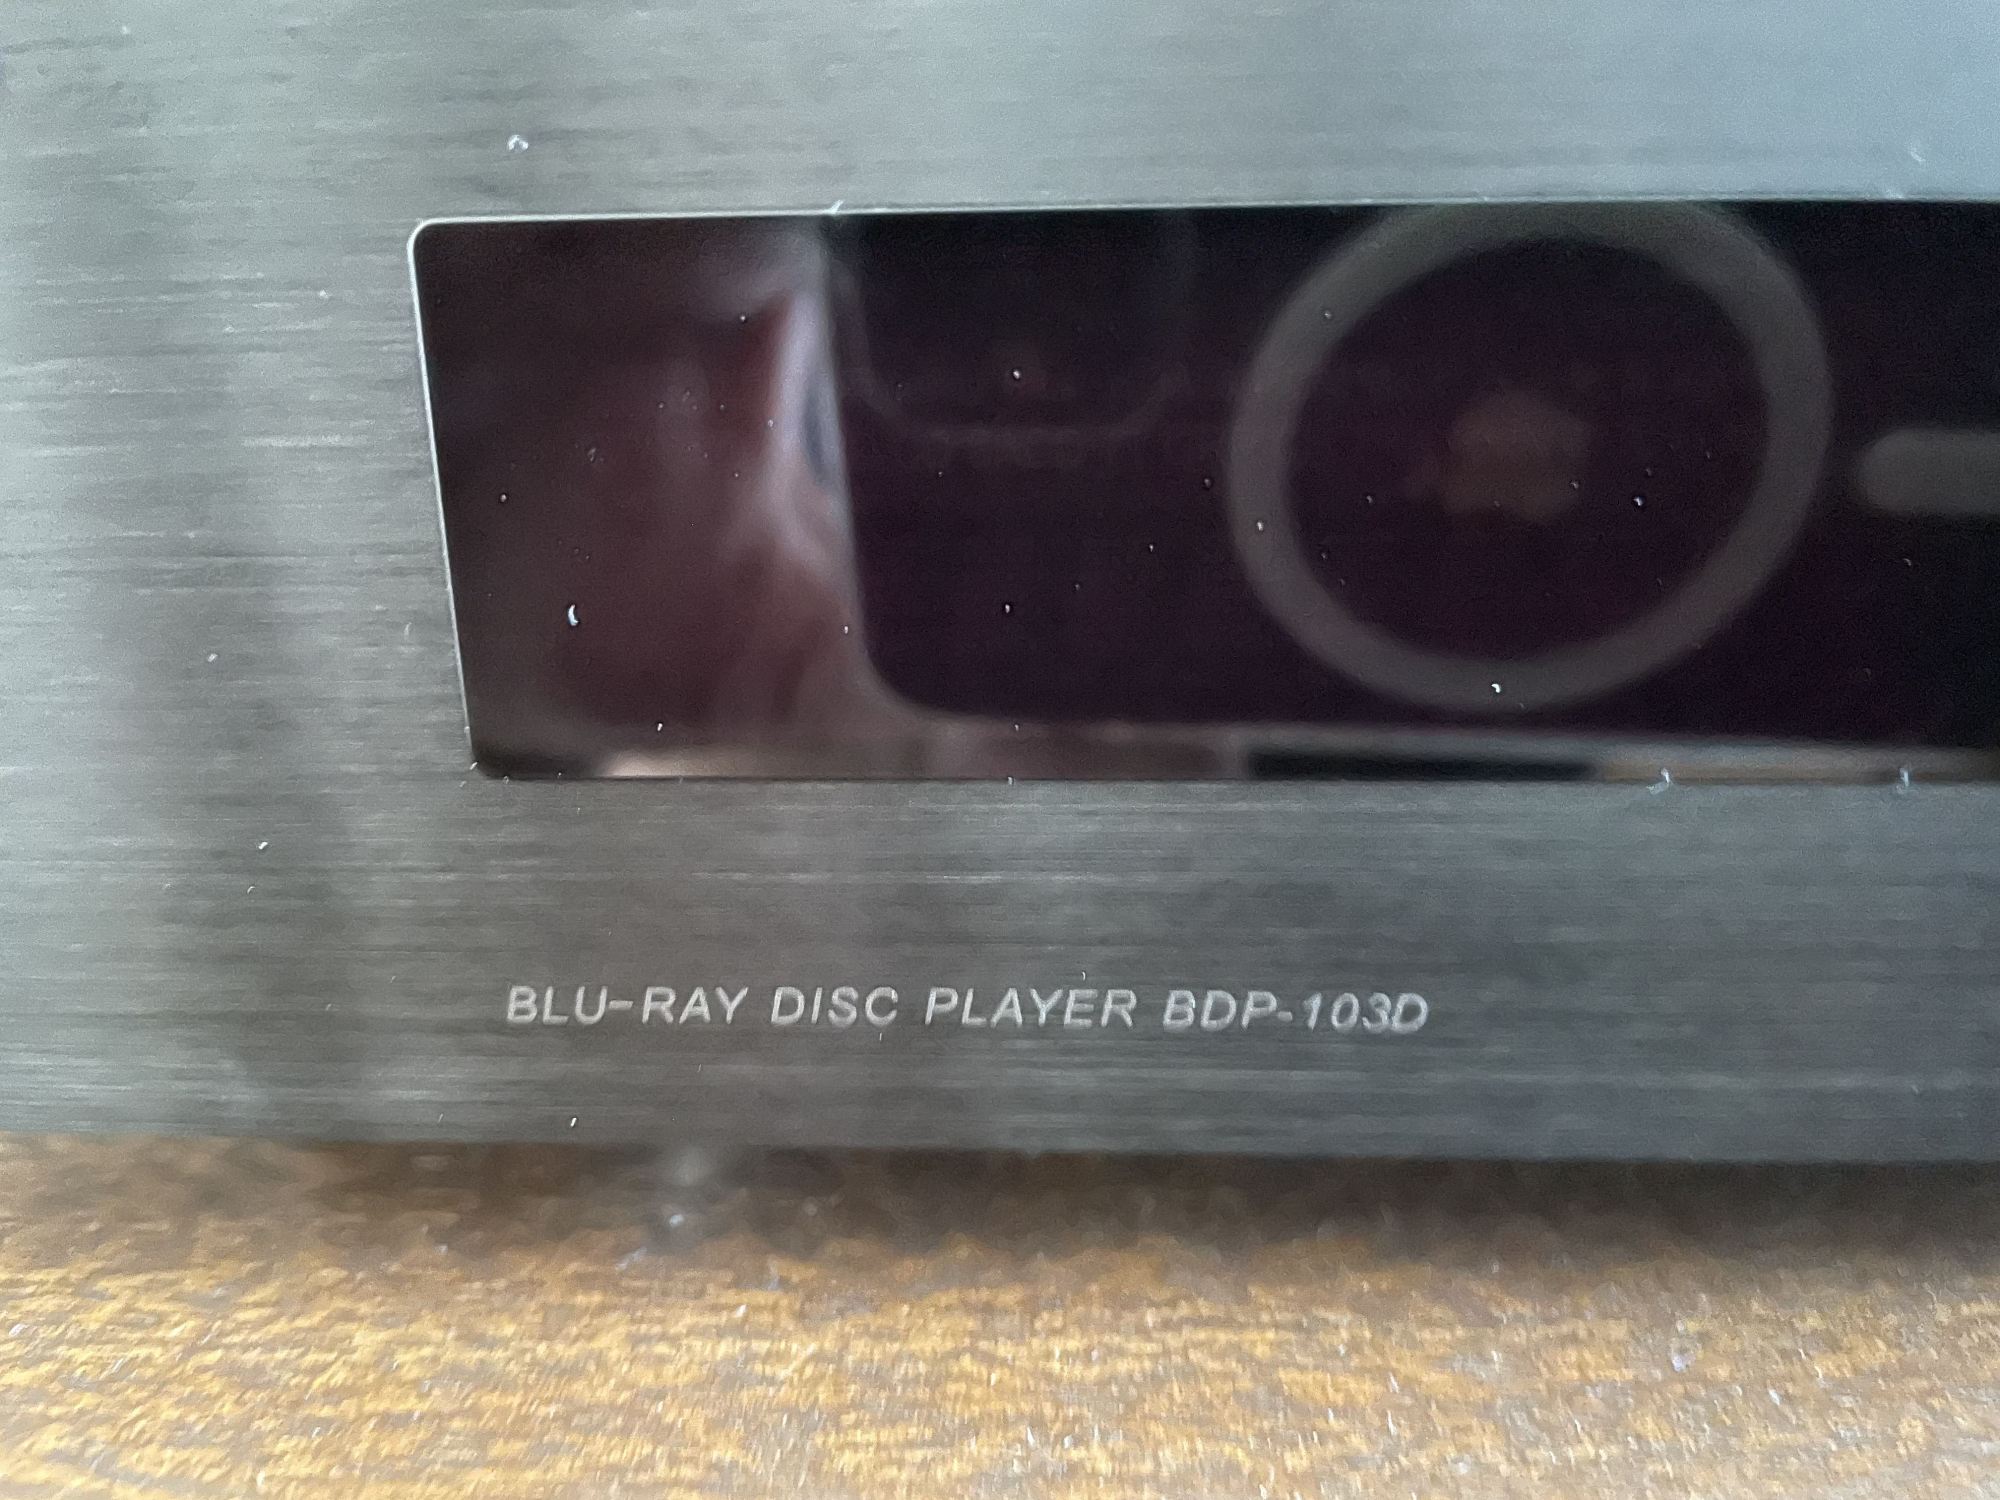 BLU-RAY DISC PLAYER BDP-103D